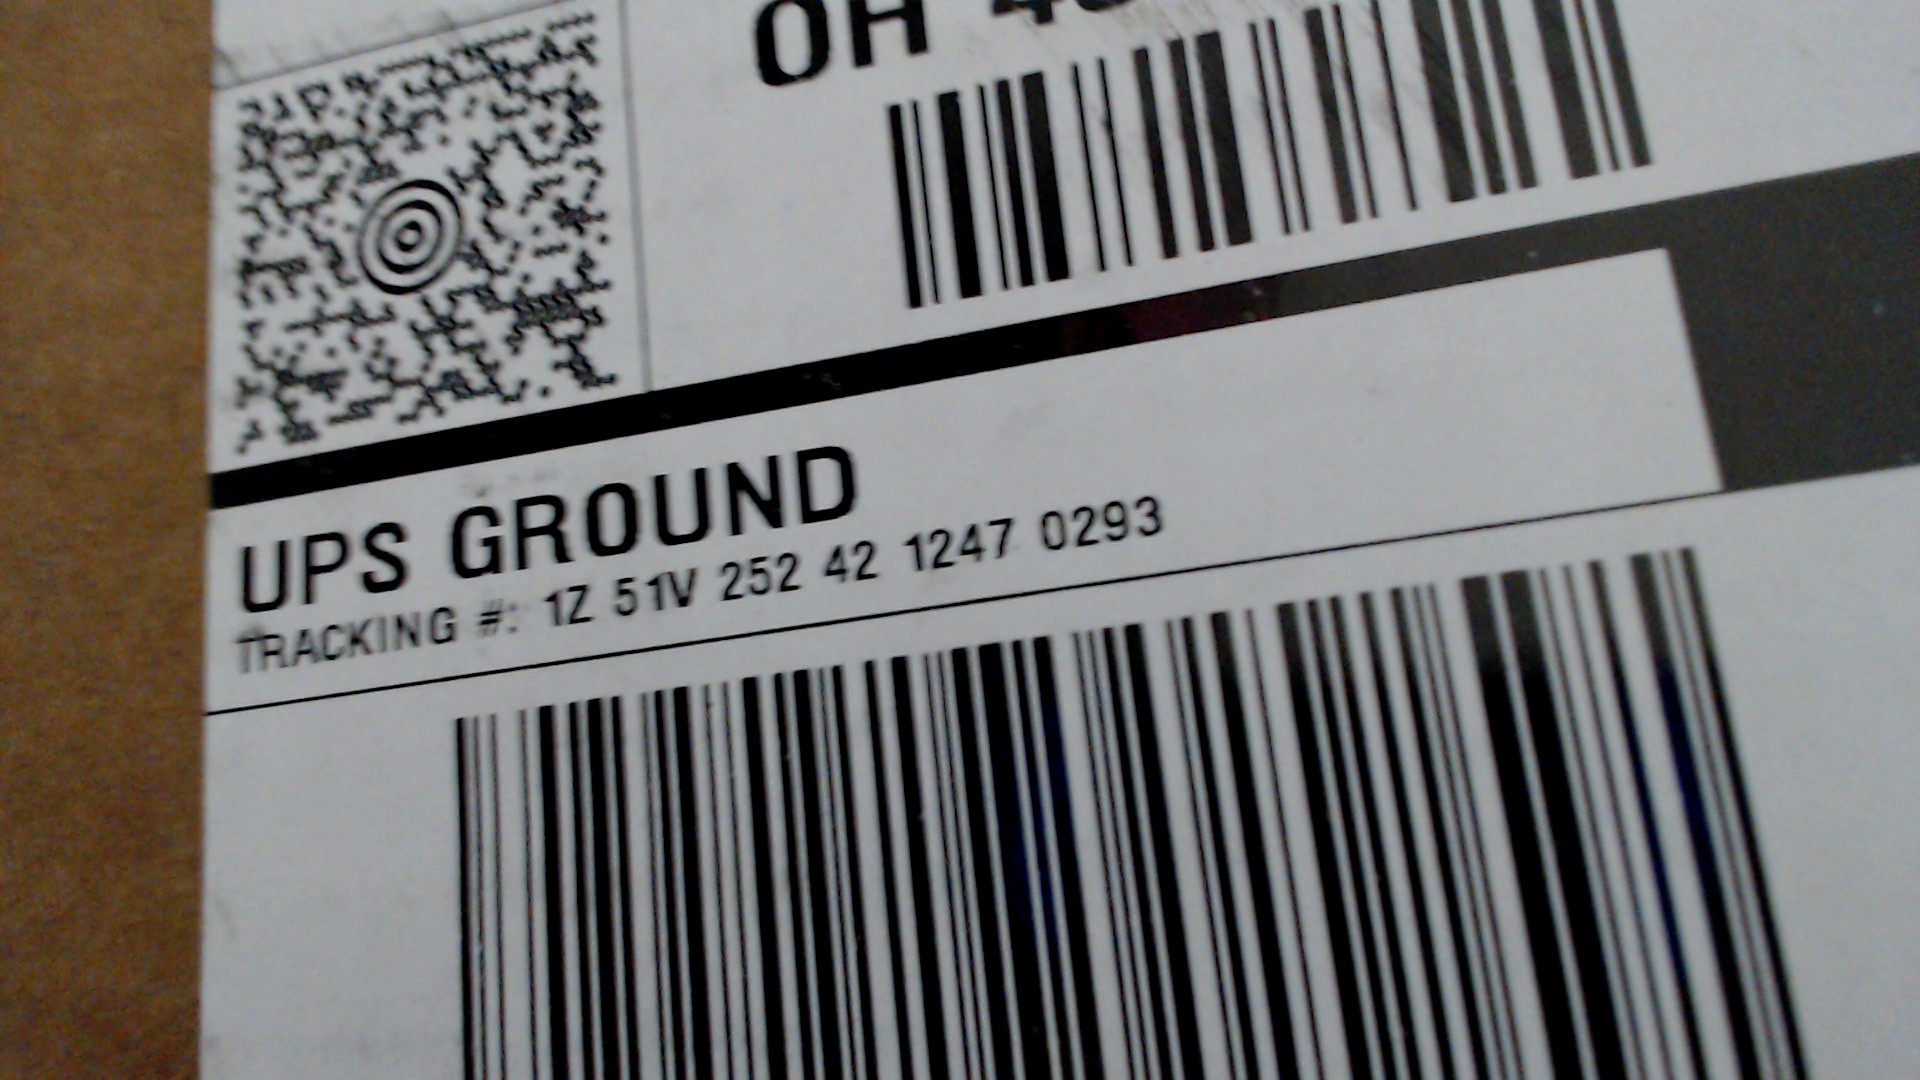 OH
UPS GROUND
TRACKING #: 1Z 51V 252 42 1247 0293